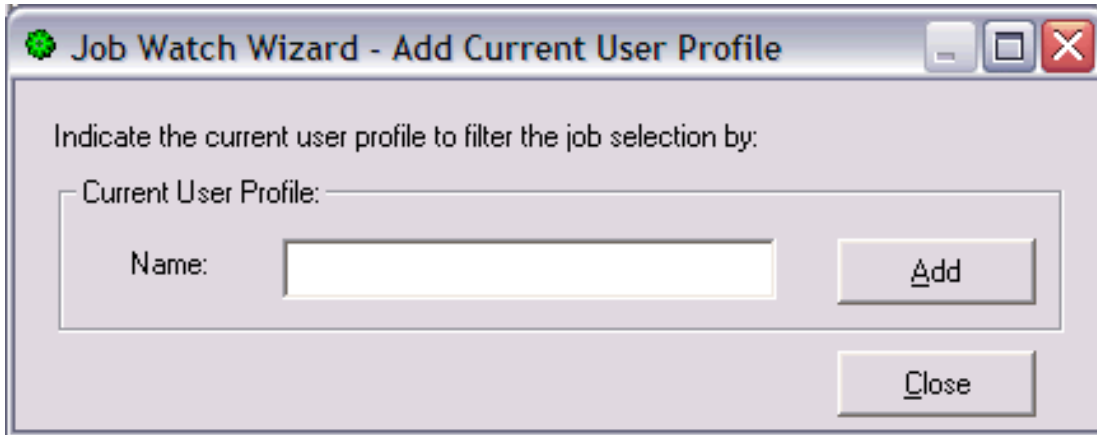 Job Watch Wizard - Add Current User Profile
Indicate the current user profile to filter the job selection by:
Current User Profile:
Name:
Add
Close